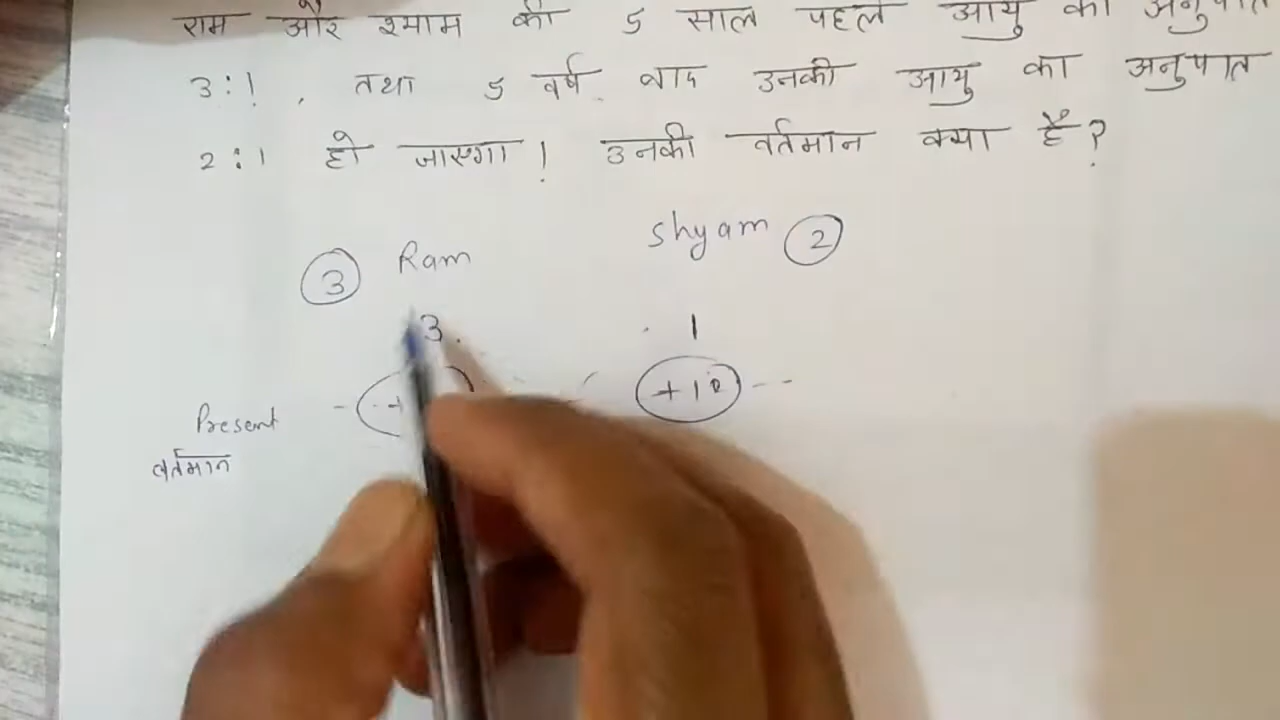 राम और श्याम की 5 साल पहले आयु का अनुपात
3:1 , तथा 5 वर्ष बाद उनकी आयु का अनुपात
2:1 हो जाएगा। उनकी वर्तमान क्या है?
Shyam 2
3 Ram
3. 1
+10 --
Present
वर्तमान